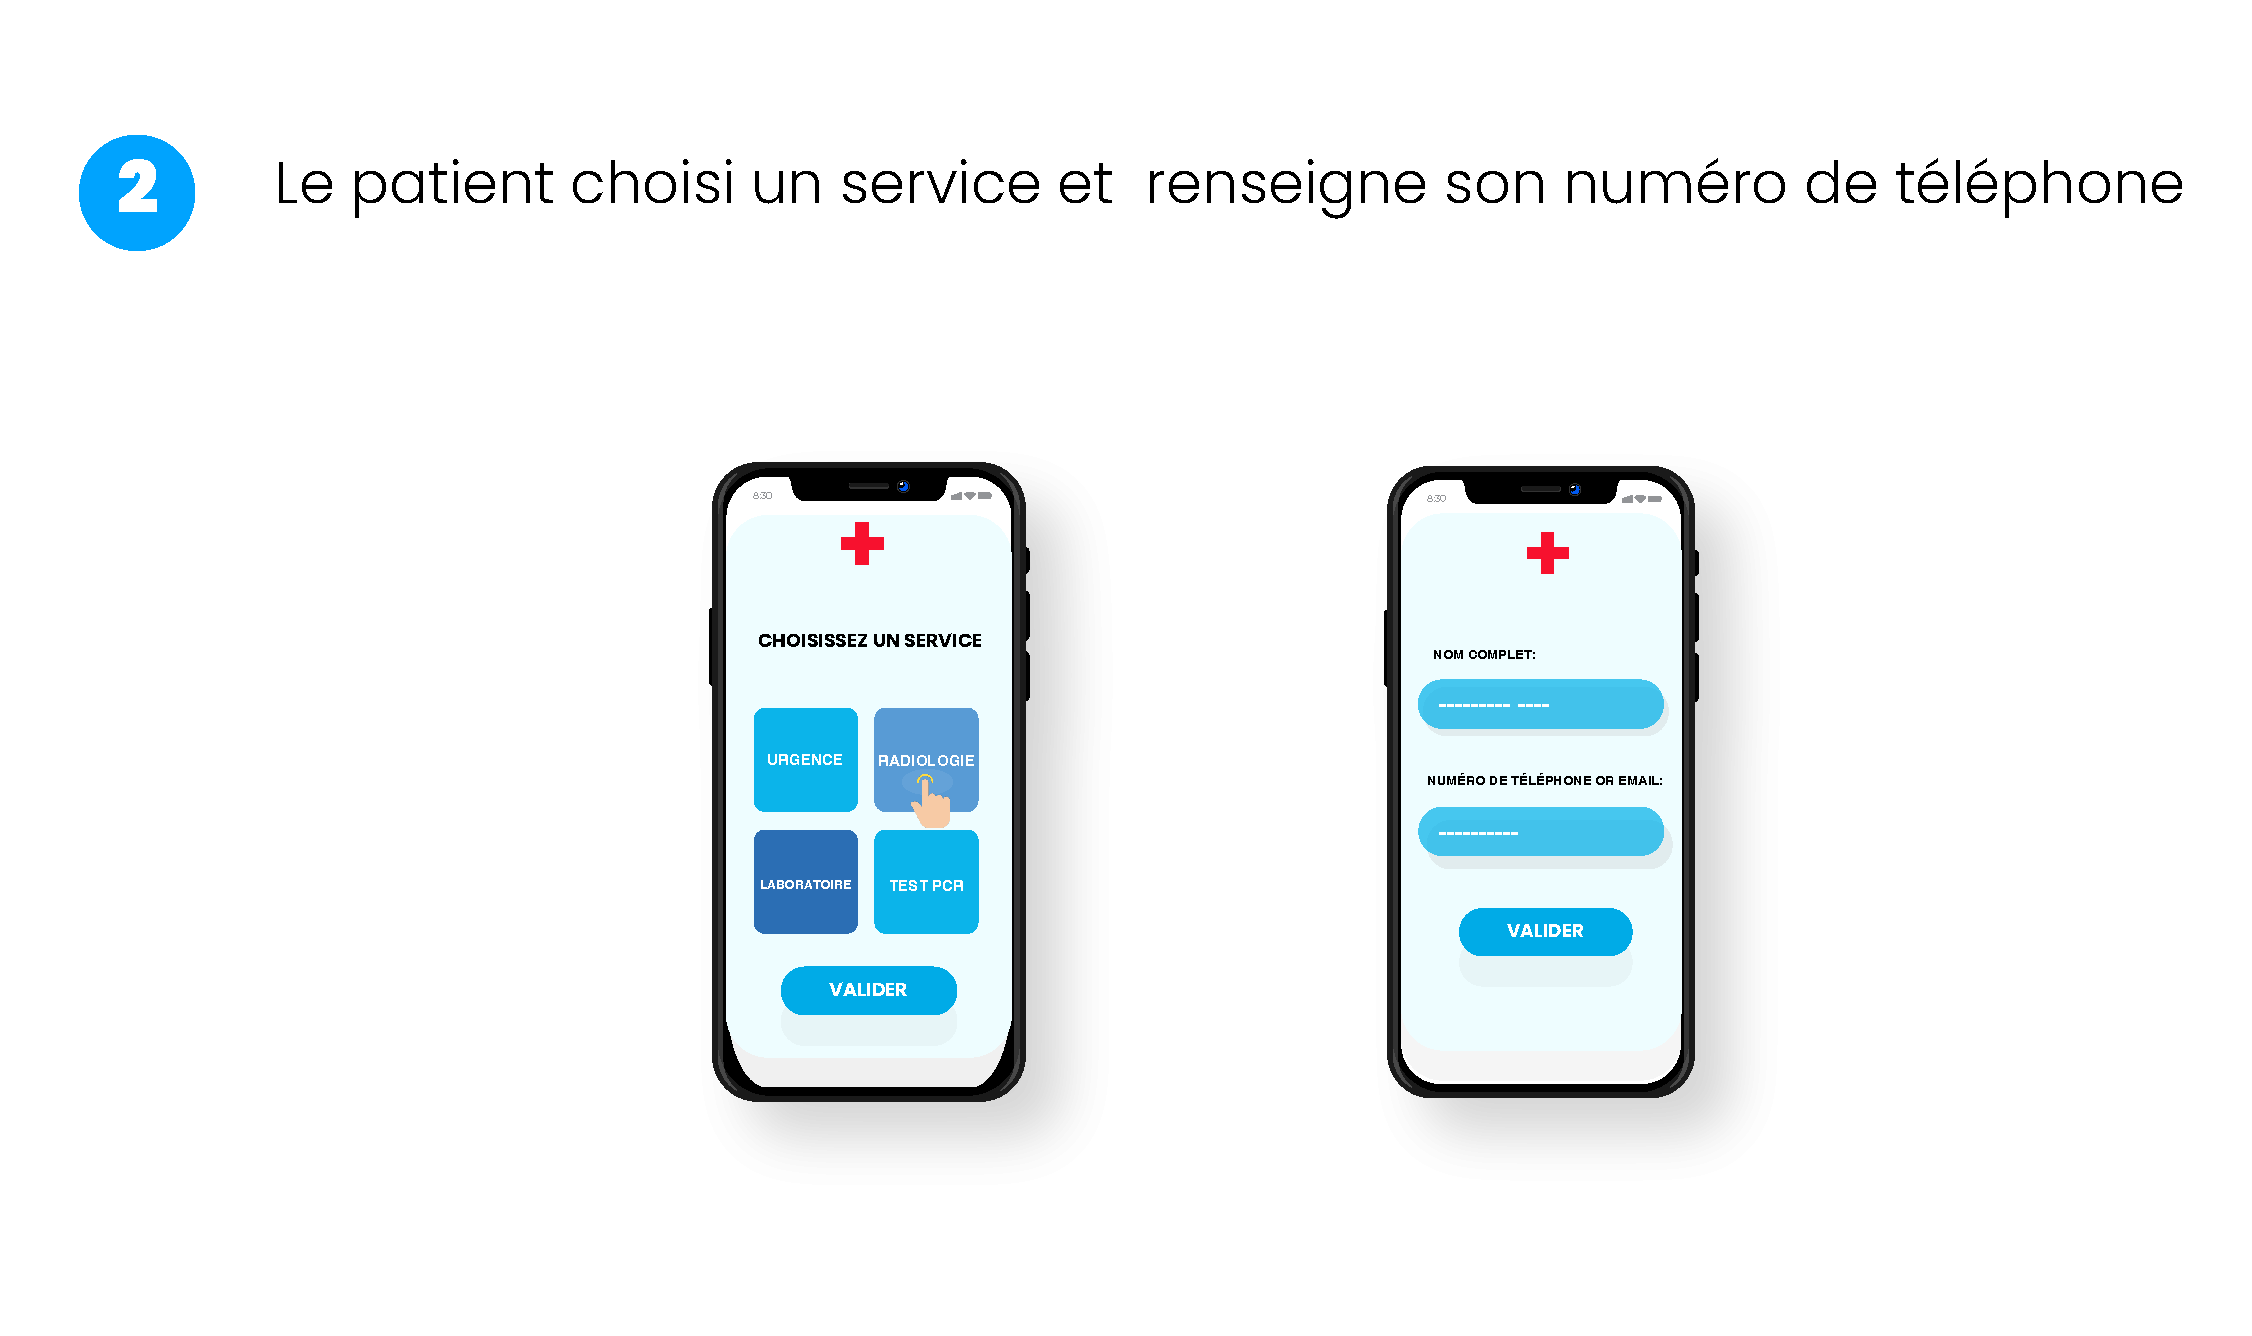 2
Le patient choisi un service et renseigne son numéro de téléphone
8:30
CHOISISSEZ UN SERVICE
URGENCE
RADIOLOGIE
LABORATOIRE
TEST PCR
VALIDER
8:30
NOM COMPLET:
--------- ----
NUMÉRO DE TÉLÉPHONE OR EMAIL:
----------
VALIDER